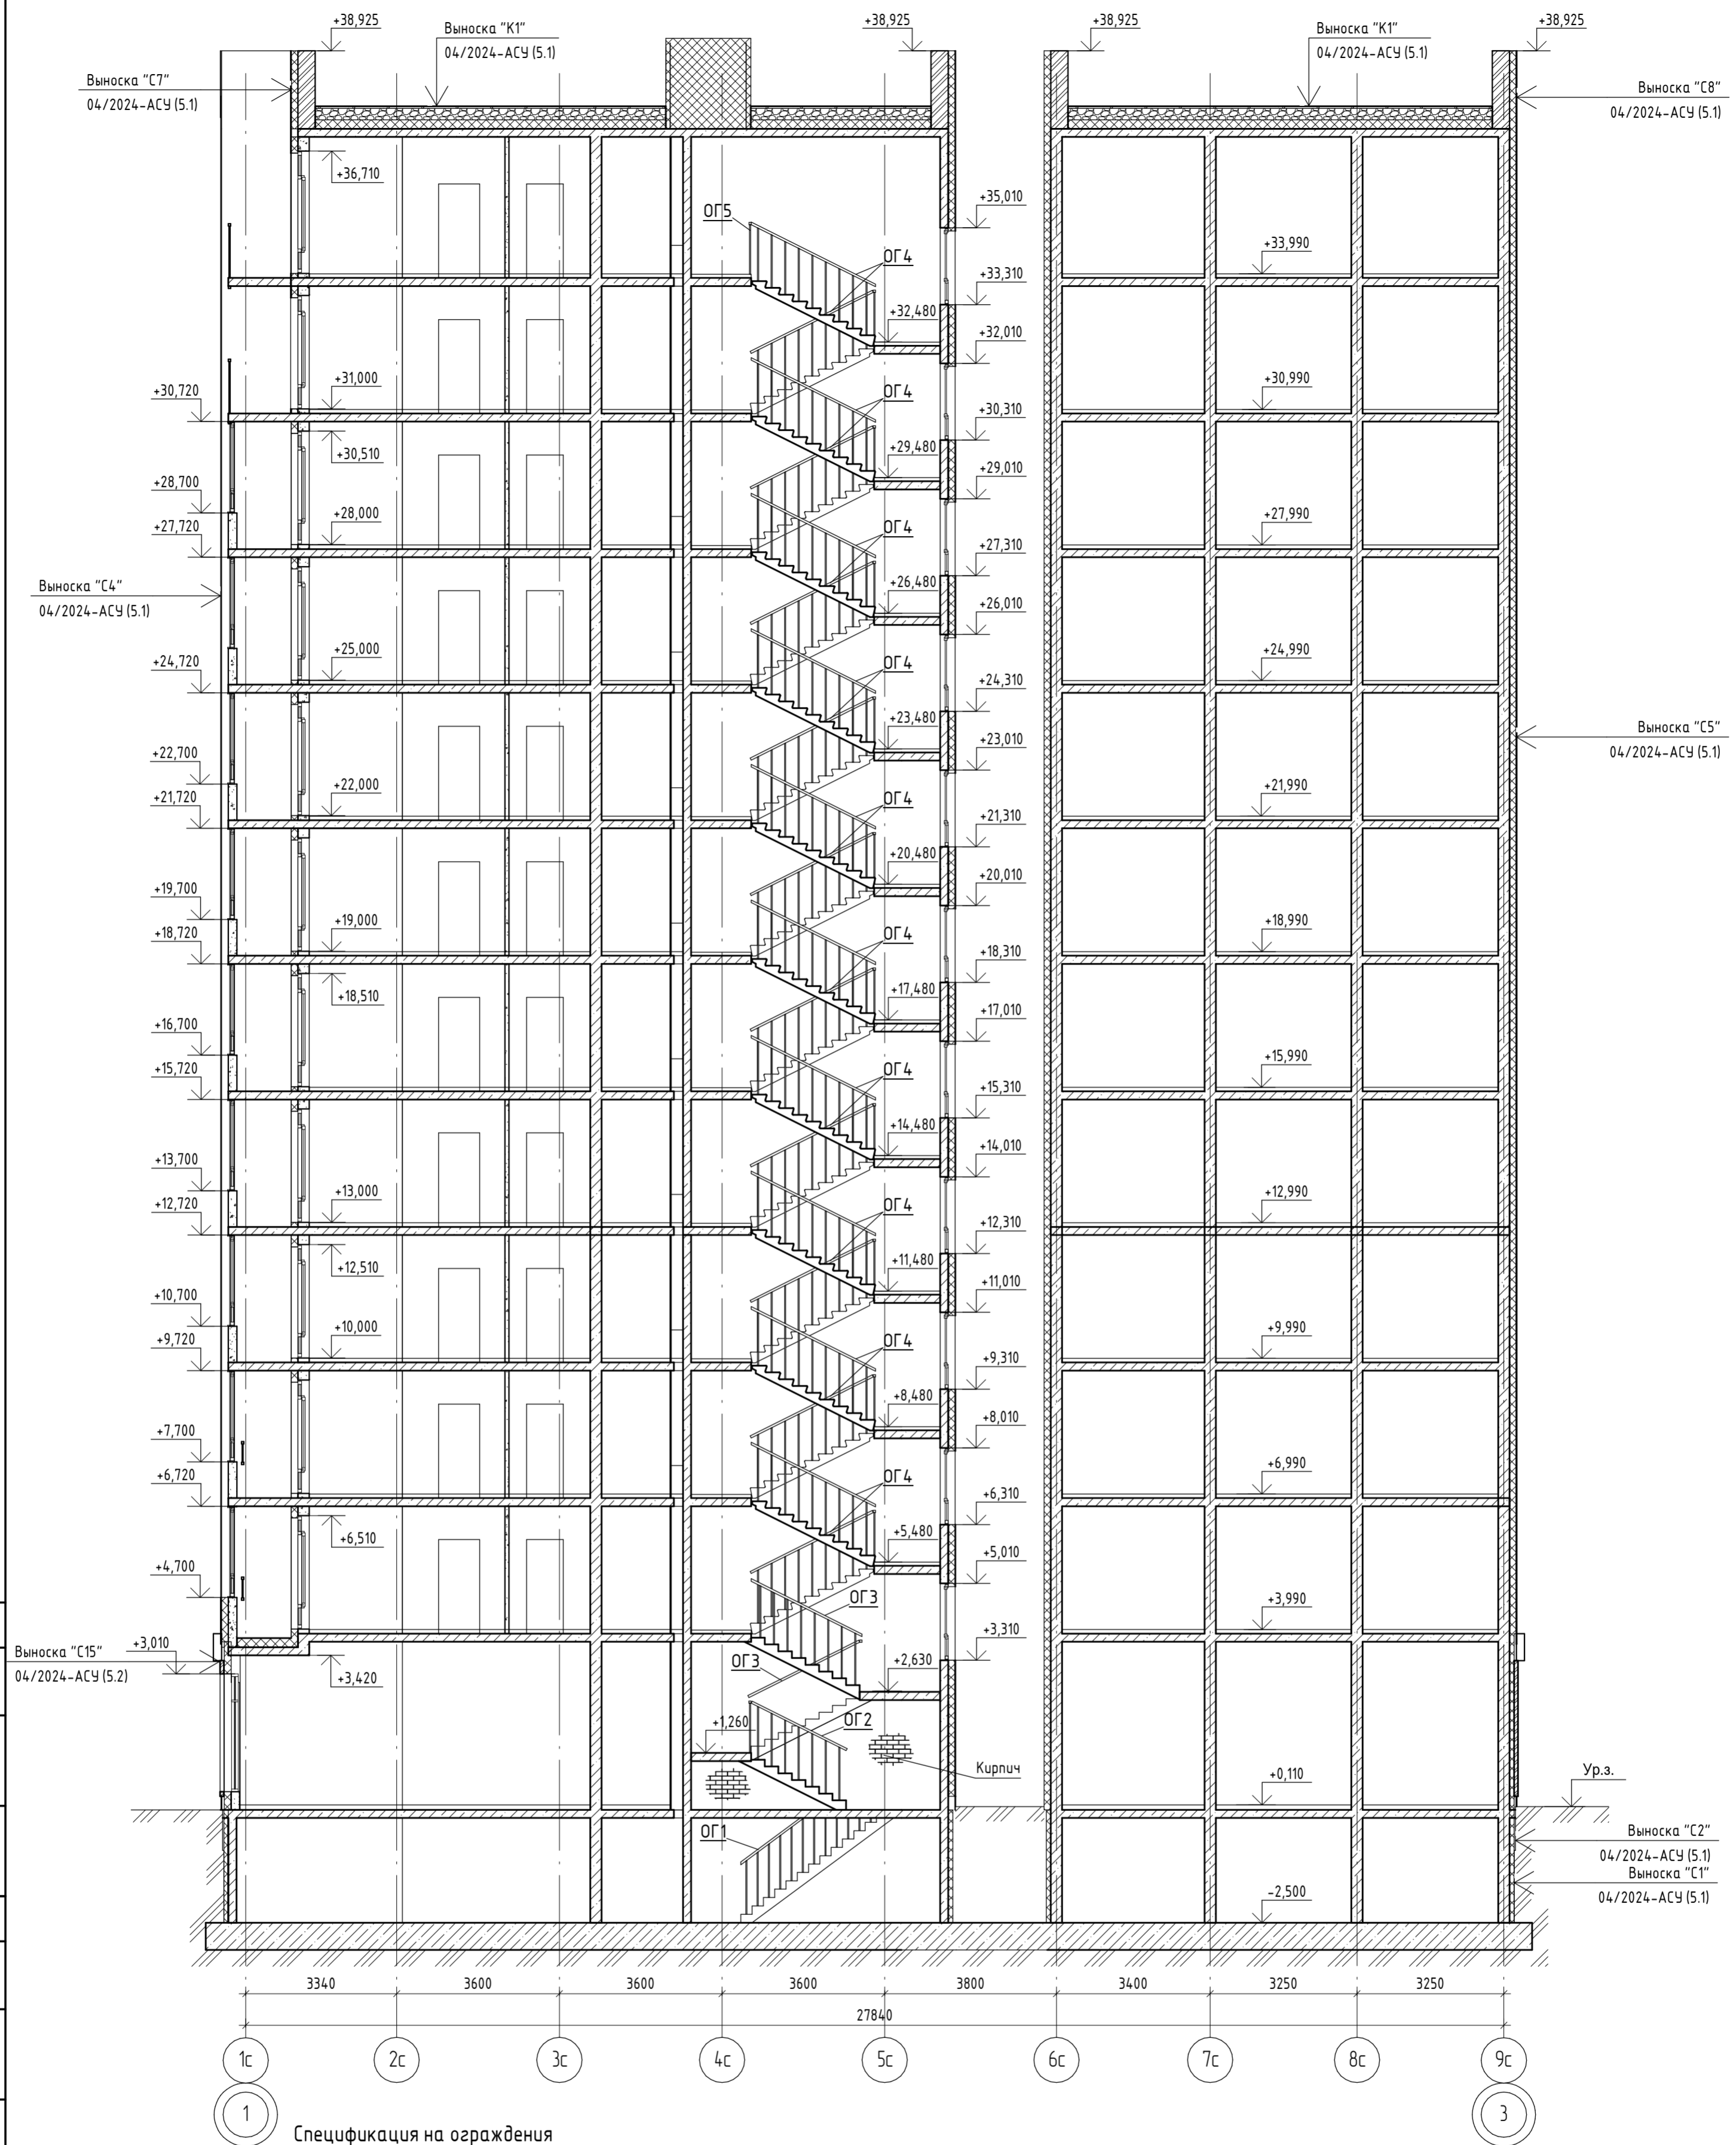 +38,925
Выноска "К1"
04/2024-АСУ (5.1)
+38,925
+38,925
Выноска "К1"
04/2024-АСУ (5.1)
+38,925
Выноска "С7"
04/2024-АСУ (5.1)
Выноска "С8"
04/2024-АСУ (5.1)
+36,710
ОГ5
+35,010
ОГ4
+33,990
+33,310
+32,480
+32,010
+30,720
+31,000
ОГ4
+30,990
+30,310
+30,510
+29,480
+29,010
+28,700
+27,720
+28,000
ОГ4
+27,990
+27,310
Выноска "С4"
04/2024-АСУ (5.1)
+26,480
+26,010
+24,720
+25,000
ОГ4
+24,990
+24,310
+23,480
+23,010
Выноска "С5"
04/2024-АСУ (5.1)
+22,700
+21,720
+22,000
ОГ4
+21,990
+21,310
+20,480
+20,010
+19,700
+18,720
+19,000
ОГ4
+18,990
+18,310
+18,510
+17,480
+17,010
+16,700
+15,720
ОГ4
+15,990
+15,310
+14,480
+14,010
+13,700
+12,720
+13,000
ОГ4
+12,990
+12,310
+12,510
+11,480
+11,010
+10,700
+9,720
+10,000
ОГ4
+9,990
+9,310
+8,480
+8,010
+7,700
+6,720
ОГ4
+6,990
+6,310
+6,510
+5,480
+5,010
+4,700
ОГ3
+3,990
+3,310
Выноска "С15"
04/2024-АСУ (5.2)
+3,010
+3,420
ОГ3
+2,630
+1,260
ОГ2
Кирпич
+0,110
Ур.з.
ОГ1
Выноска "С2"
04/2024-АСУ (5.1)
Выноска "С1"
04/2024-АСУ (5.1)
-2,500
3340 3600 3600 3600 3800 3400 3250 3250
27840
1с 2с 3с 4с 5с 6с 7с 8с 9с
1 3
Спецификация на ограждения